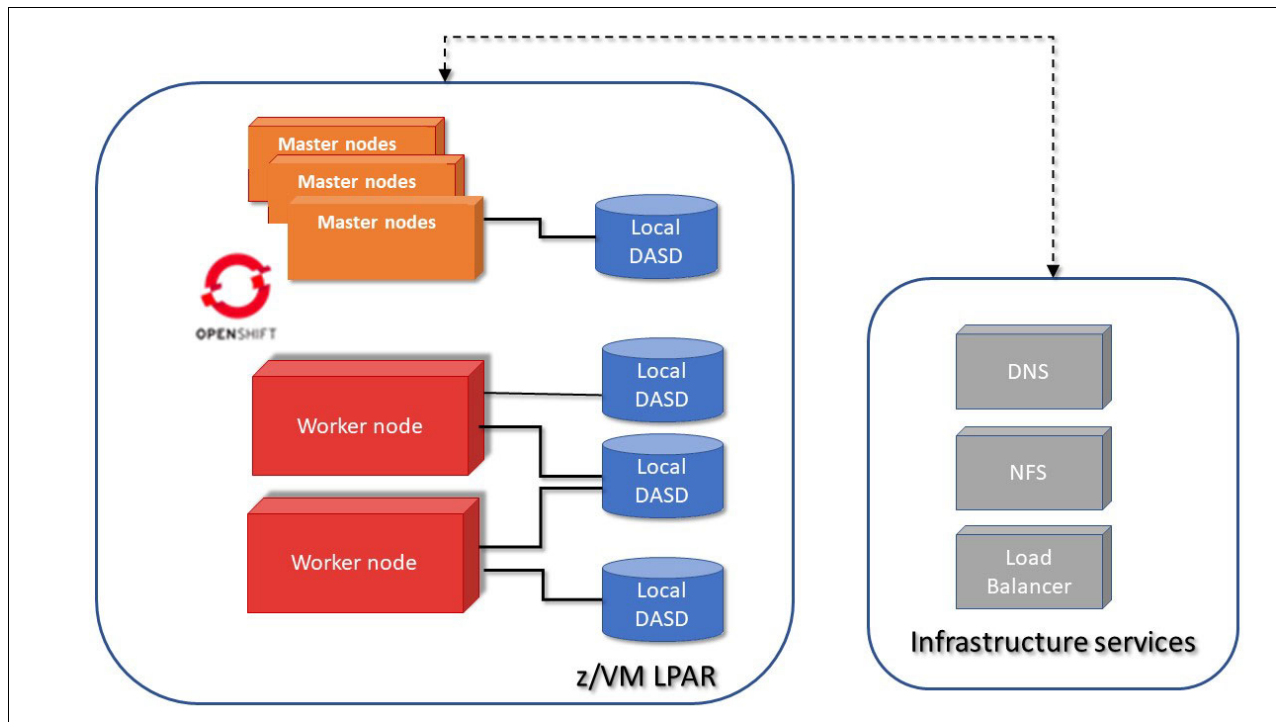 Master nodes
Master nodes
Master nodes
Local
DASD
OPENSHIFT
Local
DASD
Worker node
Local
DASD
Worker node
Local
DASD
z/VM LPAR
DNS
NFS
Load
Balancer
Infrastructure services